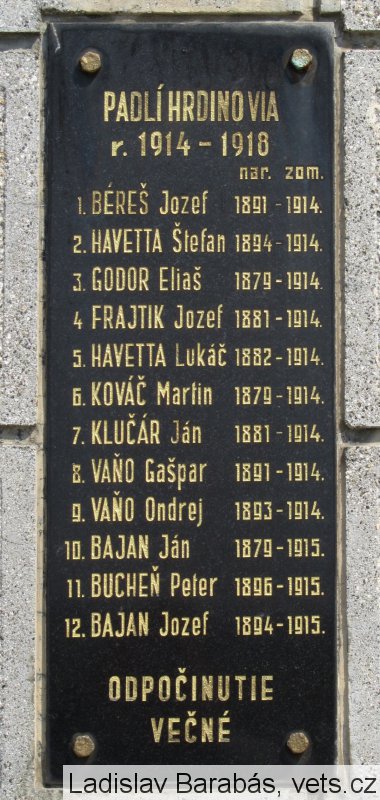 PADLÍ HRDINOVIA
r. 1914 - 1918
nar. zom.
1. BÉREŠ Jozef 1891 - 1914.
2. HAVETTA Štefan 1894 - 1914.
3. GODOR Eliaš 1879 - 1914.
4 FRAJTIK Jozef 1881 - 1914.
5. HAVETTA Lukáč 1882 - 1914.
6. KOVÁČ Martin 1879 - 1914.
7. KLUČÁR Ján 1881 - 1914.
8. VAŇO Gašpar 1891 - 1914.
9. VAŇO Ondrej 1893 - 1914.
10. BAJAN Ján 1879 - 1915.
11. BUCHEŇ Peter 1896 - 1915.
12. BAJAN Jozef 1894 - 1915.
ODPOČINUTIE
VEČNÉ
Ladislav Barabás, vets.cz